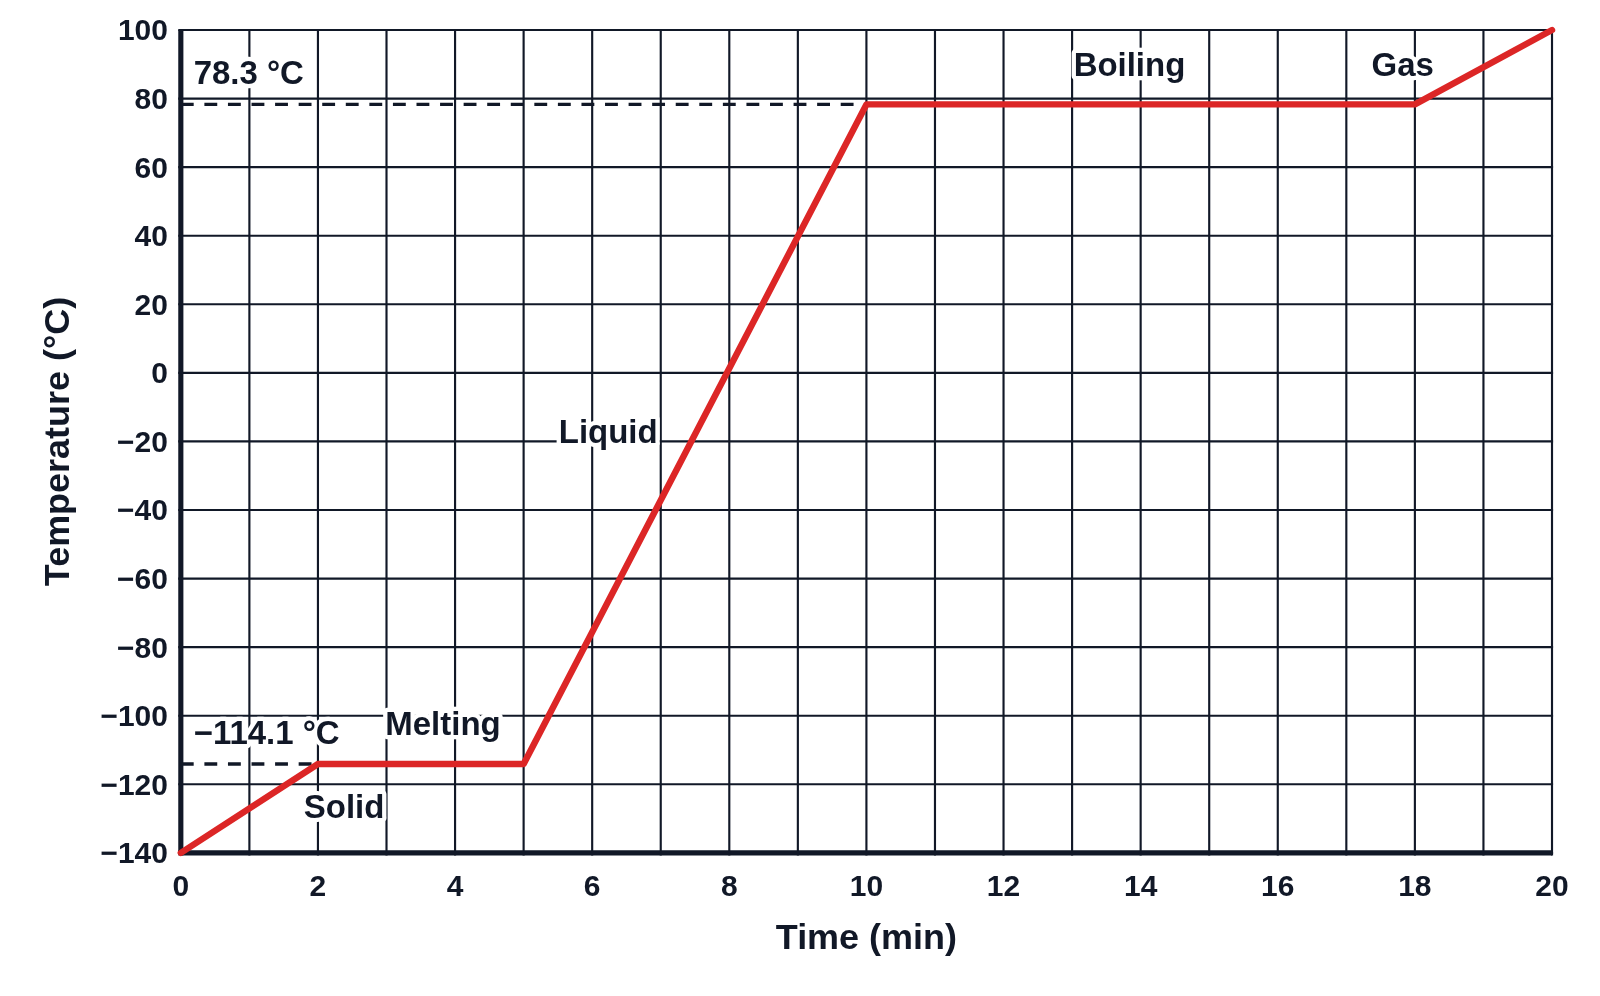 100
78.3 °C
Boiling
Gas
80
60
40
20
0
−20
Liquid
−40
−60
−80
−100
−114.1 °C
Melting
−120
Solid
−140
Temperature (°C)
0 2 4 6 8 10 12 14 16 18 20
Time (min)